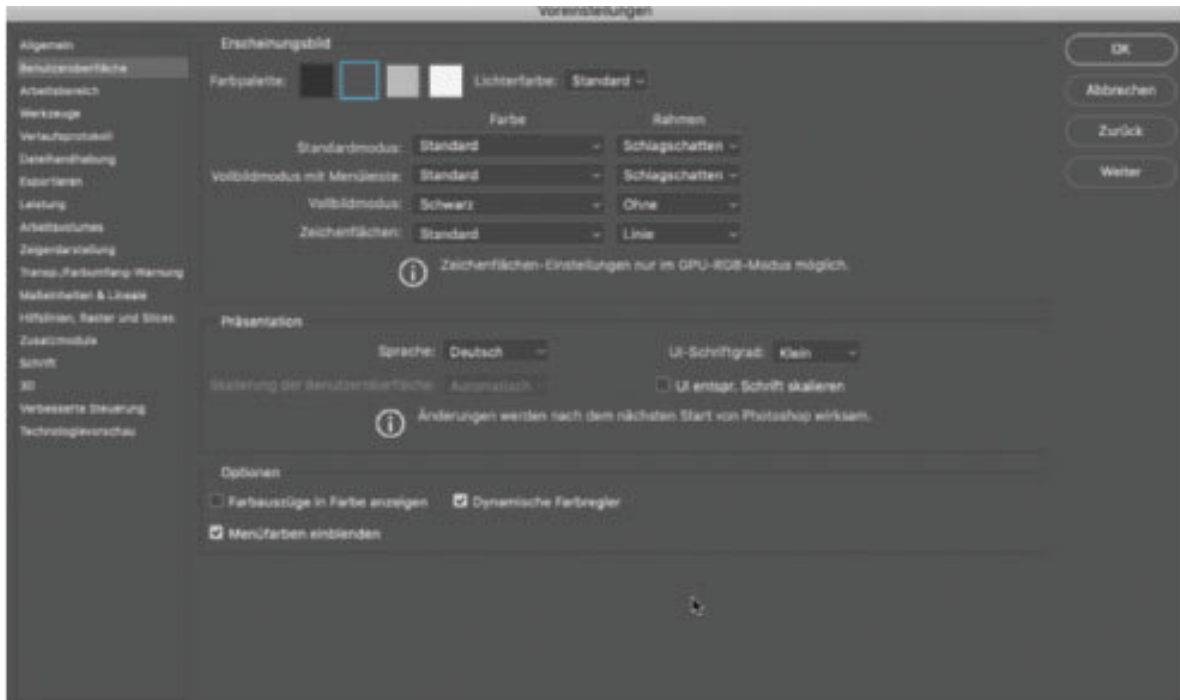 Voreinstellungen
Allgemein
Benutzeroberfläche
Arbeitsbereich
Werkzeuge
Verlaufsprotokoll
Dateihandhabung
Exportieren
Leistung
Arbeitsvolumes
Zeigerdarstellung
Transp./Farbumfang-Warnung
Maßeinheiten & Lineale
Hilfslinien, Raster und Slices
Zusatzmodule
Schrift
3D
Verbesserte Steuerung
Technologievorschau
Erscheinungsbild
Farbpalette: Lichterfarbe: Standard
Farbe Rahmen
Standardmodus: Standard Schlagschatten
Vollbildmodus mit Menüleiste: Standard Schlagschatten
Vollbildmodus: Schwarz Ohne
Zeichenflächen: Standard Linie
Zeichenflächen-Einstellungen nur im GPU-RGB-Modus möglich.
Präsentation
Sprache: Deutsch UI-Schriftgrad: Klein
Skalierung der Benutzeroberfläche: Automatisch UI entspr. Schrift skalieren
Änderungen werden nach dem nächsten Start von Photoshop wirksam.
Optionen
Farbauszüge in Farbe anzeigen Dynamische Farbregler
Menüfarben einblenden
OK
Abbrechen
Zurück
Weiter